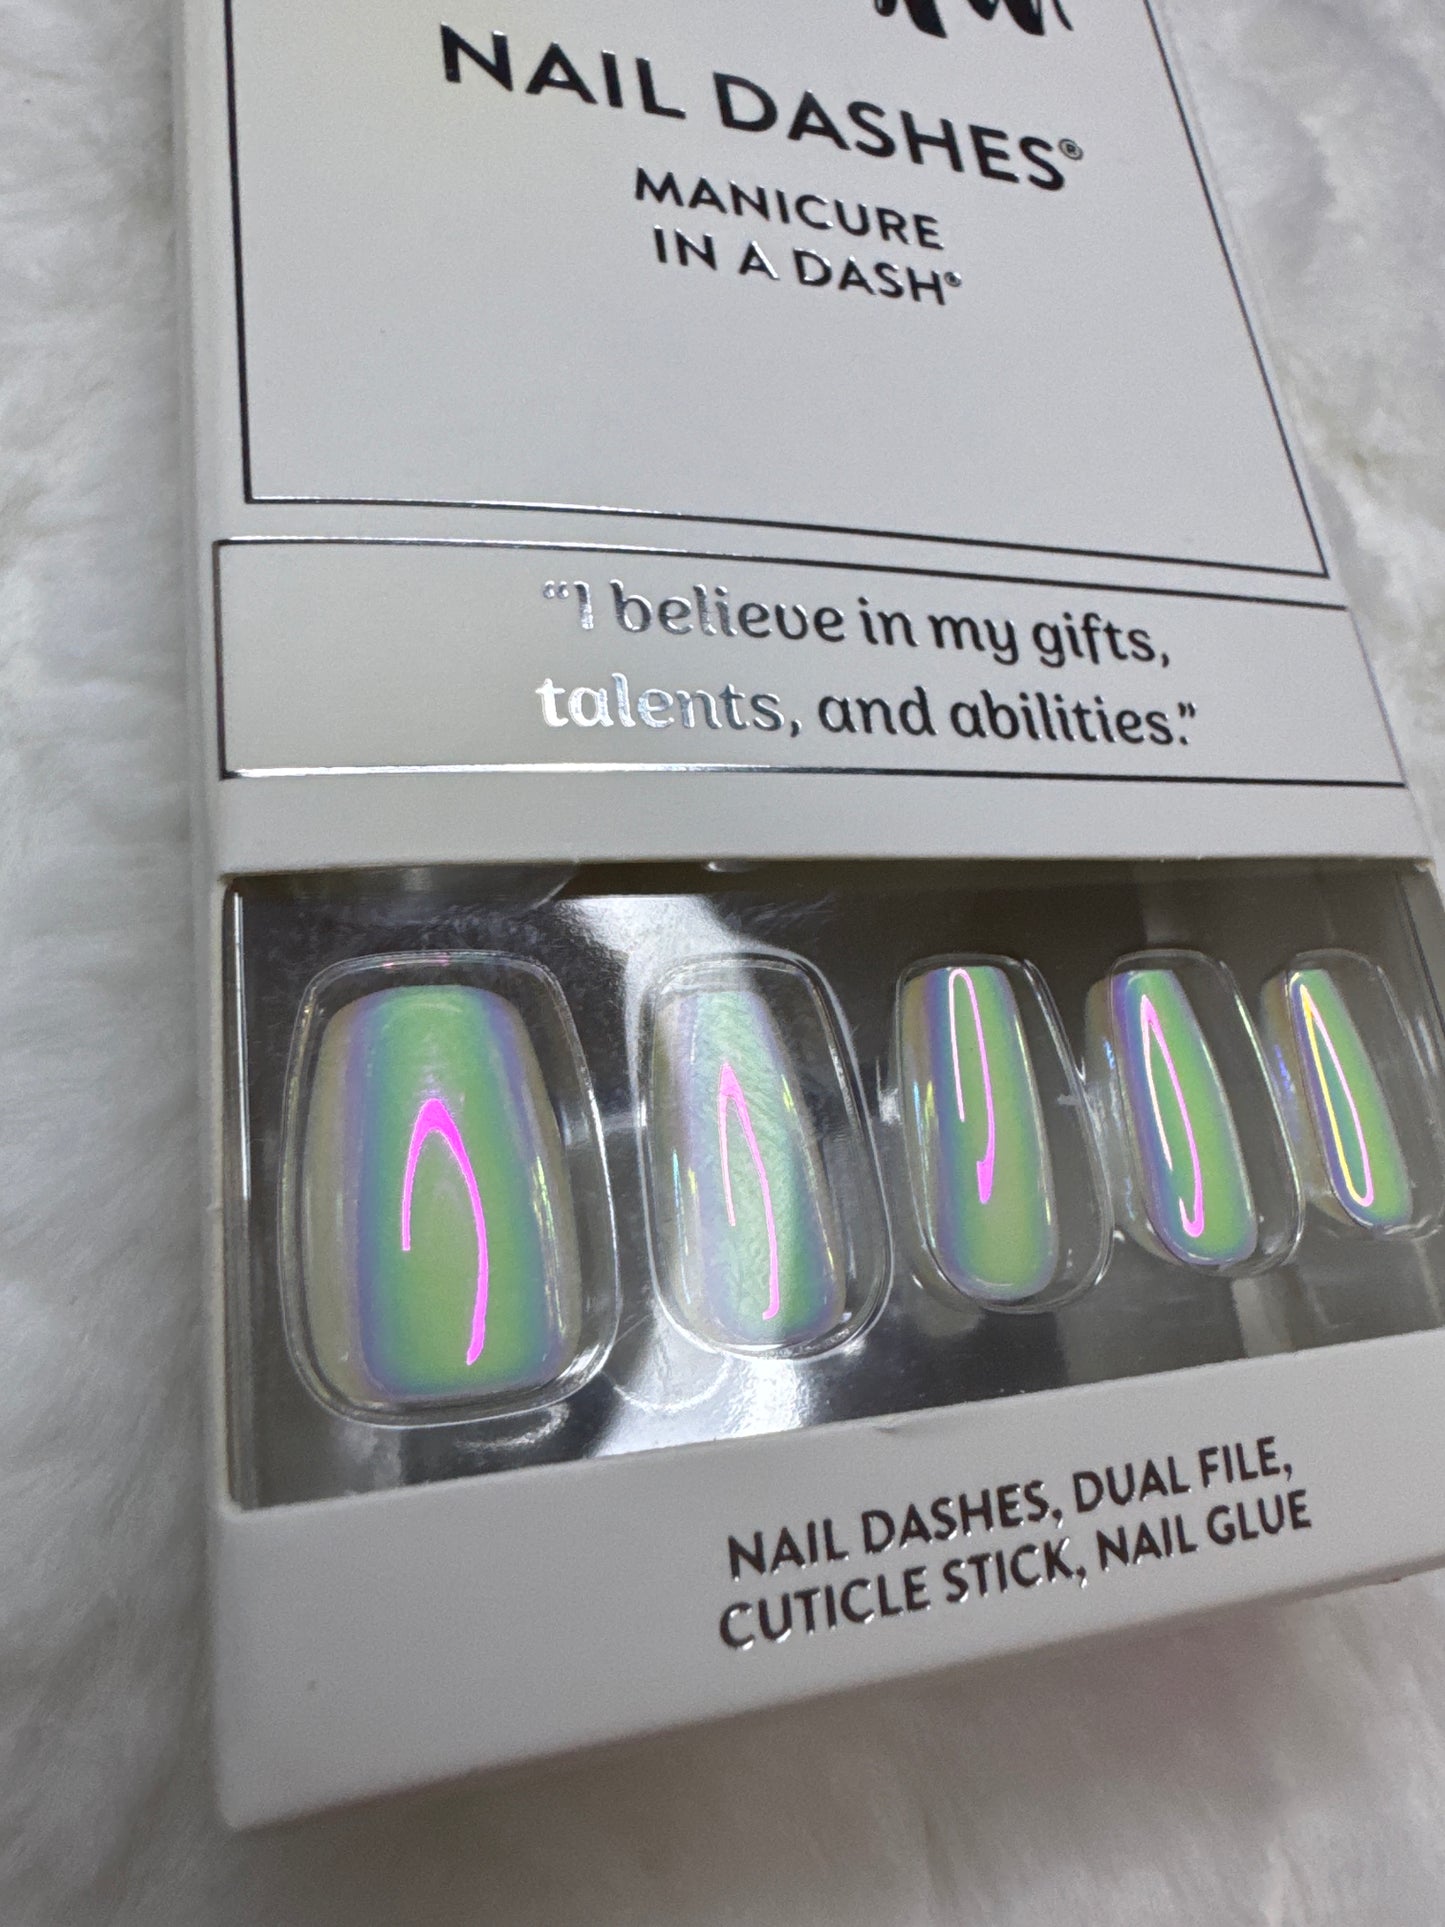 NAIL DASHES®
MANICURE
IN A DASH®
“I believe in my gifts,
talents, and abilities.”
NAIL DASHES, DUAL FILE,
CUTICLE STICK, NAIL GLUE